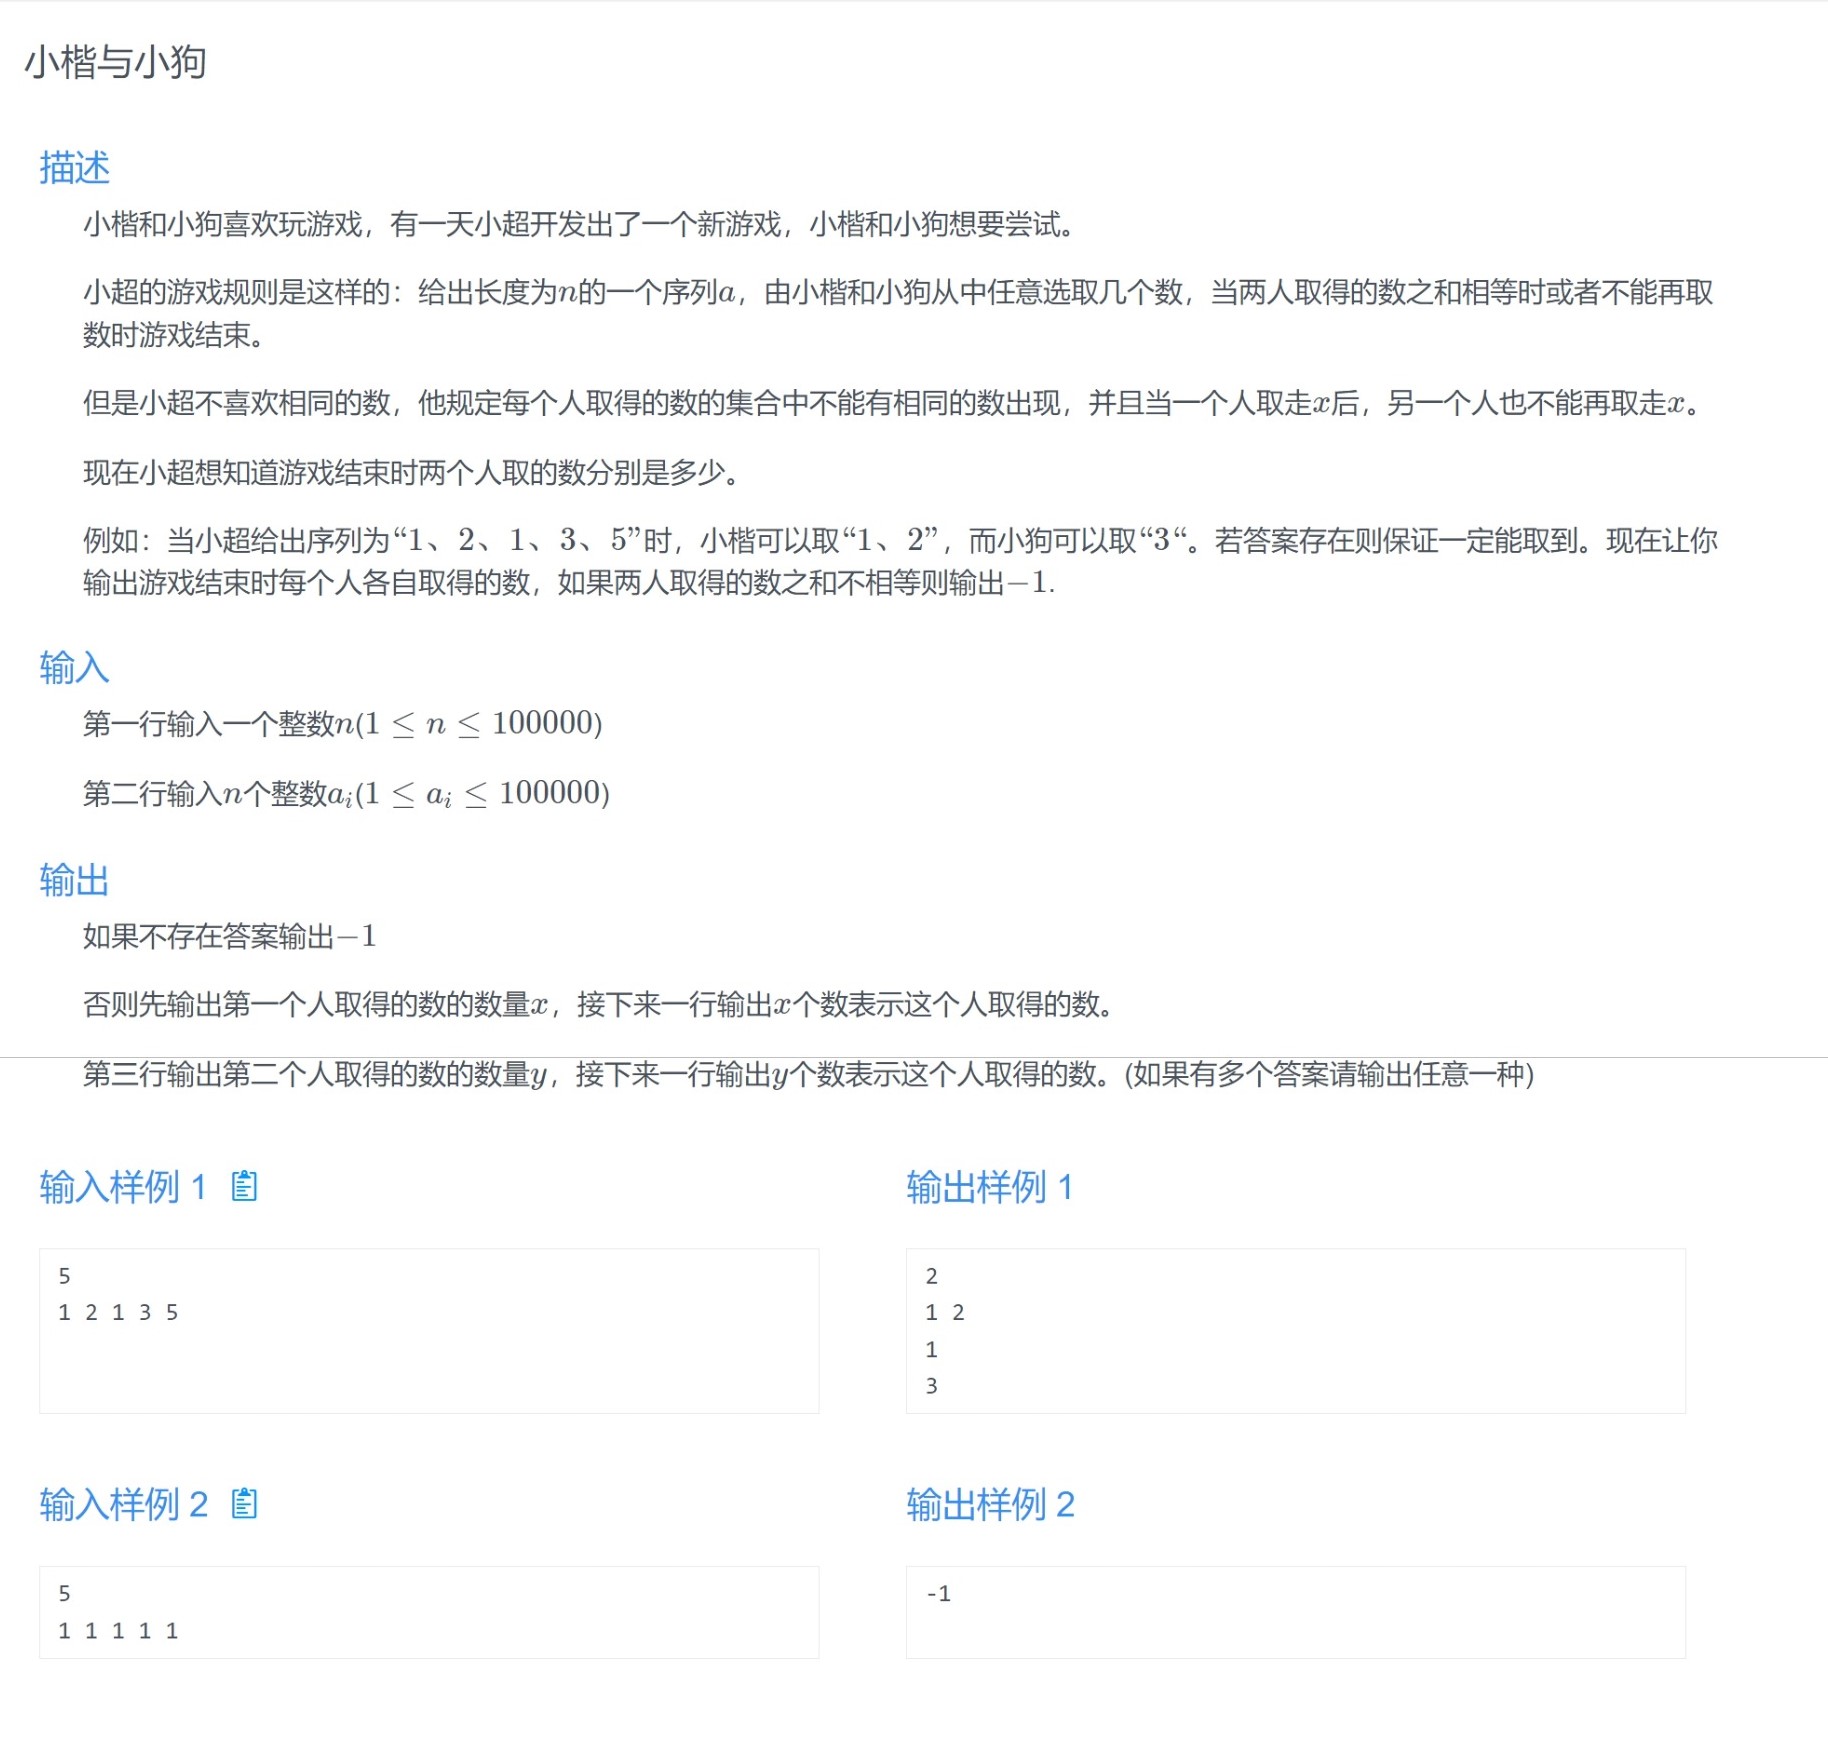 小楷与小狗
描述
小楷和小狗喜欢玩游戏，有一天小超开发出了一个新游戏，小楷和小狗想要尝试。
小超的游戏规则是这样的：给出长度为n的一个序列a，由小楷和小狗从中任意选取几个数，当两人取得的数之和相等时或者不能再取
数时游戏结束。
但是小超不喜欢相同的数，他规定每个人取得的数的集合中不能有相同的数出现，并且当一个人取走x后，另一个人也不能再取走x。
现在小超想知道游戏结束时两个人取的数分别是多少。
例如：当小超给出序列为“1、2、1、3、5”时，小楷可以取“1、2”，而小狗可以取“3“。若答案存在则保证一定能取到。现在让你
输出游戏结束时每个人各自取得的数，如果两人取得的数之和不相等则输出−1.
输入
第一行输入一个整数n(1 ≤ n ≤ 100000)
第二行输入n个整数aᵢ(1 ≤ aᵢ ≤ 100000)
输出
如果不存在答案输出−1
否则先输出第一个人取得的数的数量x，接下来一行输出x个数表示这个人取得的数。
第三行输出第二个人取得的数的数量y，接下来一行输出y个数表示这个人取得的数。(如果有多个答案请输出任意一种)
输入样例 1
5
1 2 1 3 5
输出样例 1
2
1 2
1
3
输入样例 2
5
1 1 1 1 1
输出样例 2
-1